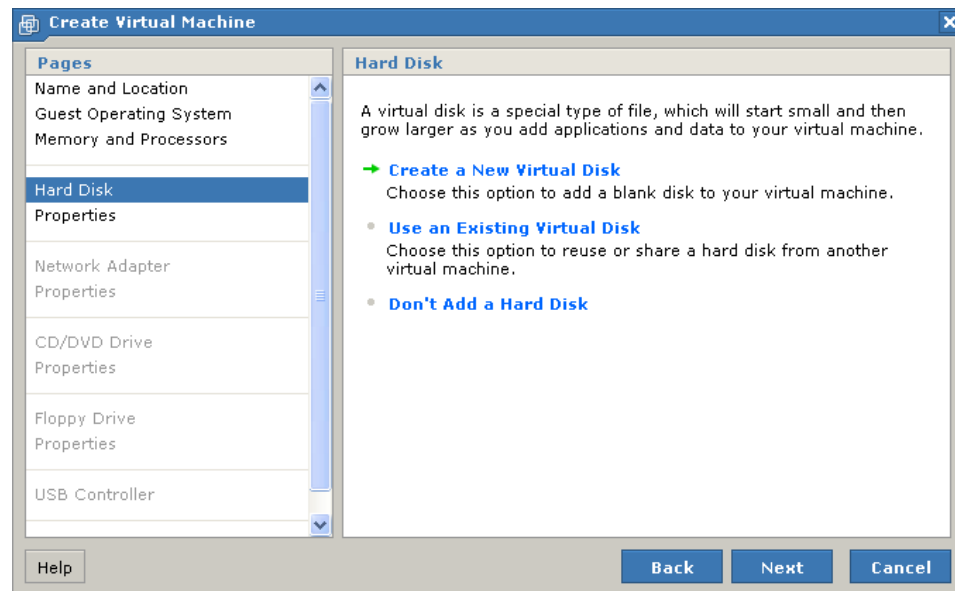 Create Virtual Machine
Pages
Name and Location
Guest Operating System
Memory and Processors
Hard Disk
Properties
Network Adapter
Properties
CD/DVD Drive
Properties
Floppy Drive
Properties
USB Controller
Hard Disk
A virtual disk is a special type of file, which will start small and then
grow larger as you add applications and data to your virtual machine.
Create a New Virtual Disk
Choose this option to add a blank disk to your virtual machine.
Use an Existing Virtual Disk
Choose this option to reuse or share a hard disk from another
virtual machine.
Don't Add a Hard Disk
Help
Back
Next
Cancel